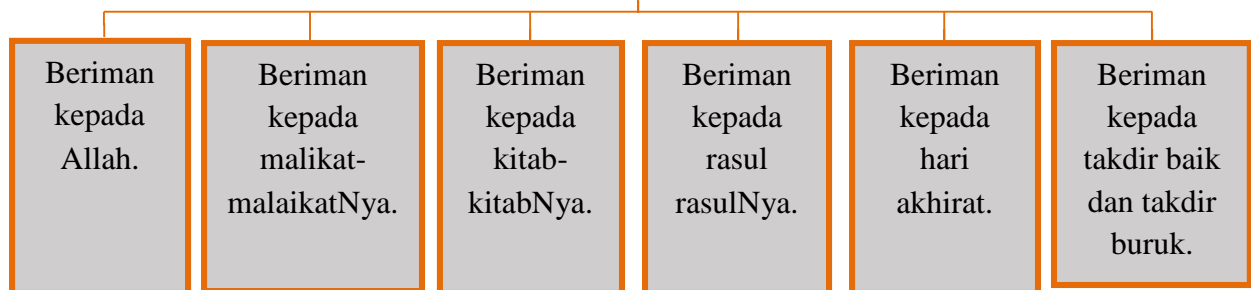 Beriman
kepada
Allah.
Beriman
kepada
malikat-
malaikatNya.
Beriman
kepada
kitab-
kitabNya.
Beriman
kepada
rasul
rasulNya.
Beriman
kepada
hari
akhirat.
Beriman
kepada
takdir baik
dan takdir
buruk.